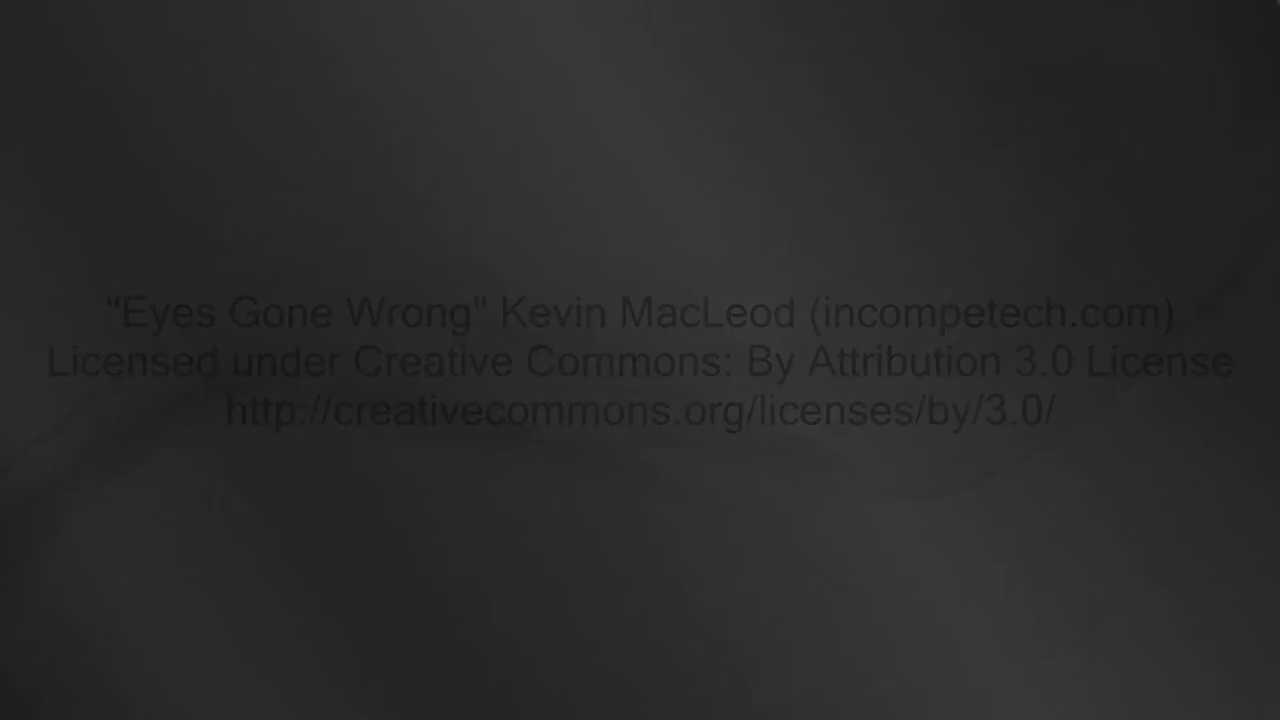 "Eyes Gone Wrong" Kevin MacLeod (incompetech.com)
Licensed under Creative Commons: By Attribution 3.0 License
http://creativecommons.org/licenses/by/3.0/